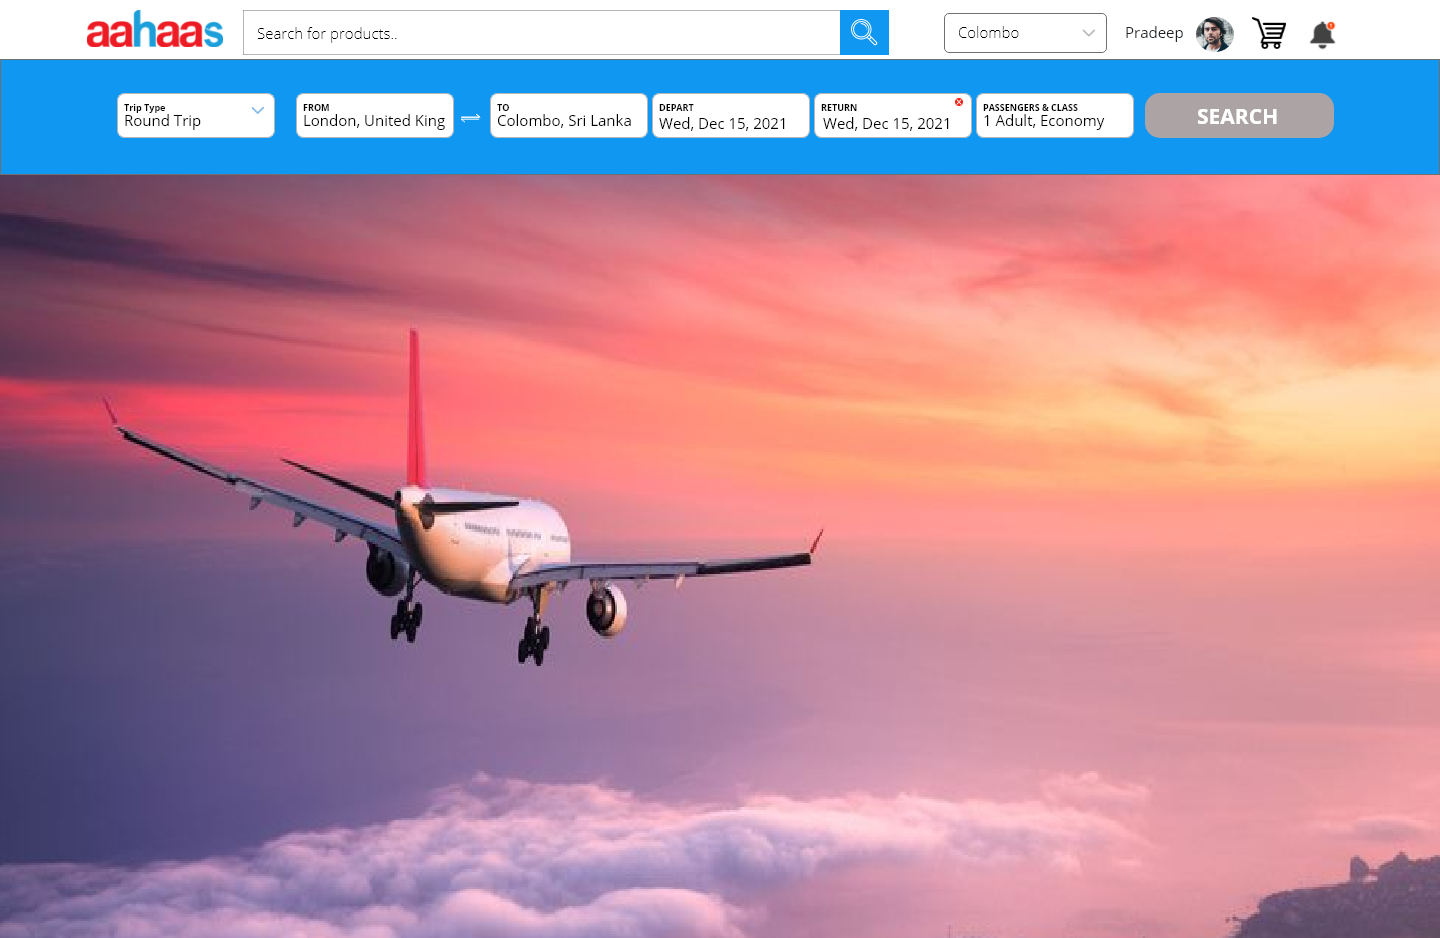 aahaas
Search for products..
Colombo
Pradeep
Trip Type
Round Trip
FROM
London, United King
TO
Colombo, Sri Lanka
DEPART
Wed, Dec 15, 2021
RETURN
Wed, Dec 15, 2021
PASSENGERS & CLASS
1 Adult, Economy
SEARCH